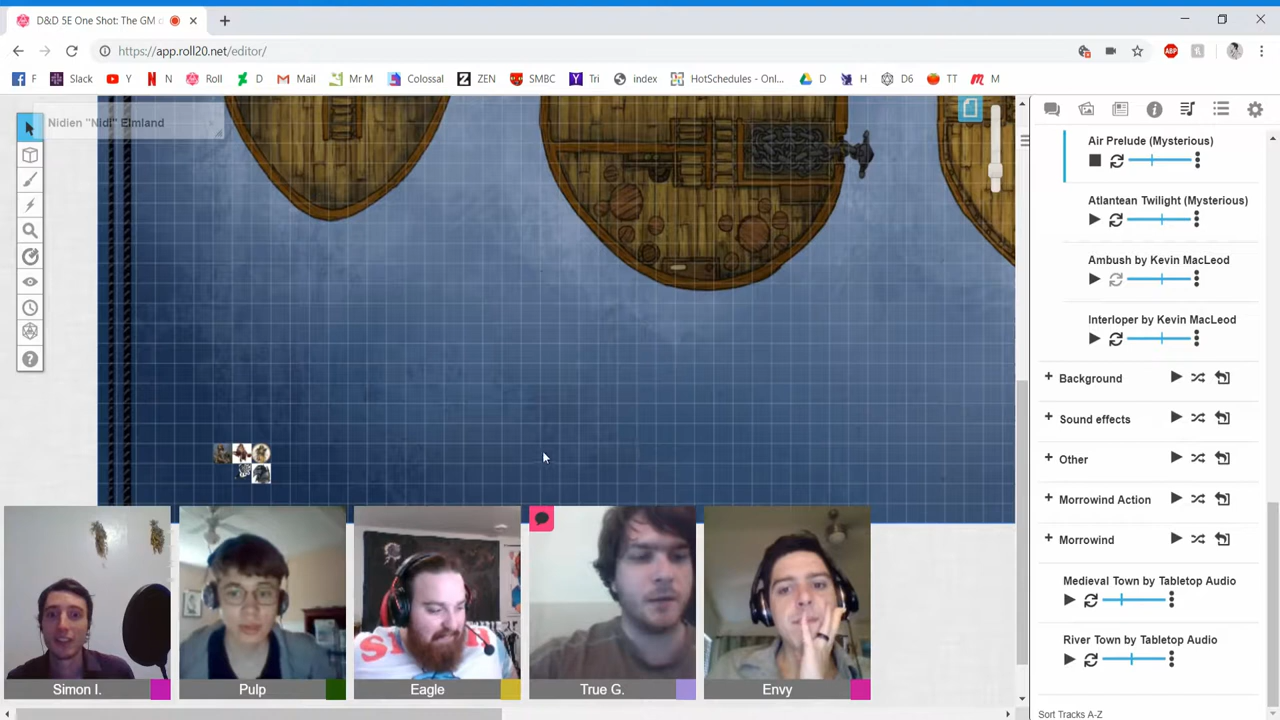 D&D 5E One Shot: The GM d
https://app.roll20.net/editor/
F
Slack
Y
N
Roll
D
Mail
Mr M
Colossal
ZEN
SMBC
Tri
index
HotSchedules - Onl...
D
H
D6
TT
M
Nidien "Nidi" Elmland
Air Prelude (Mysterious)
Atlantean Twilight (Mysterious)
Ambush by Kevin MacLeod
Interloper by Kevin MacLeod
Background
Sound effects
Other
Morrowind Action
Morrowind
Medieval Town by Tabletop Audio
River Town by Tabletop Audio
Sort Tracks A-Z
Simon I.
Pulp
Eagle
True G.
Envy